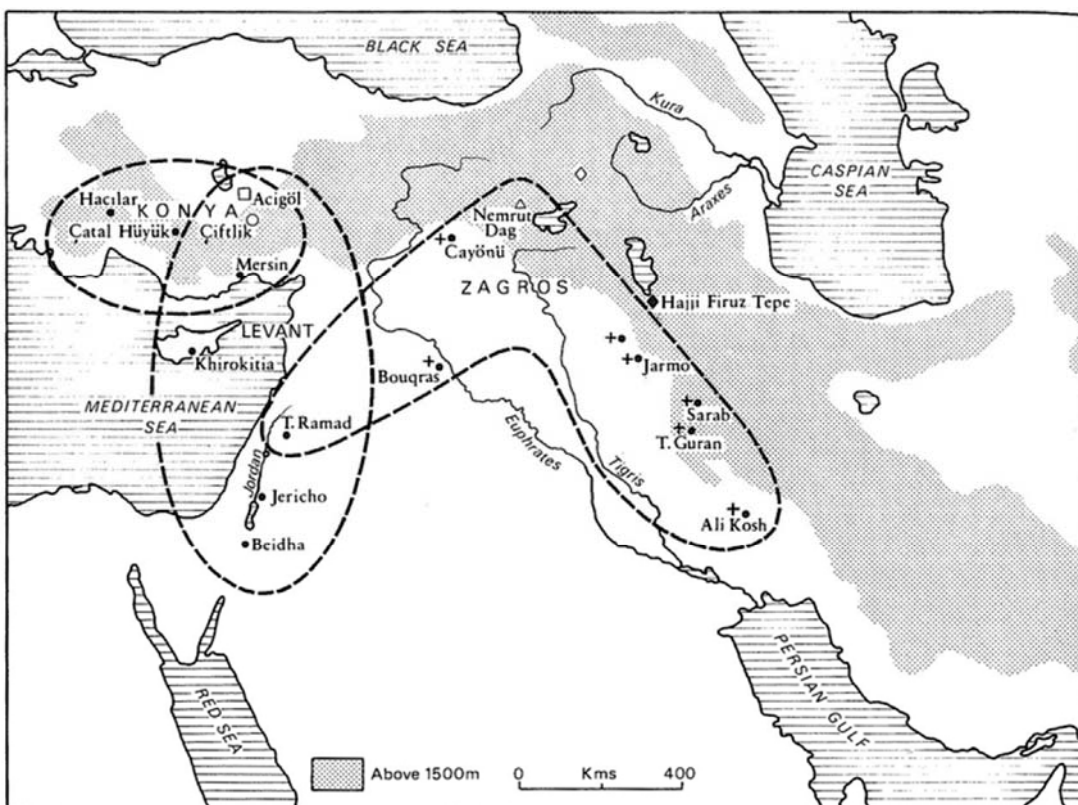 BLACK SEA
Kura
CASPIAN
SEA
Araxes
Hacılar
KONYA
Acigöl
Çatal Hüyük
Çiftlik
Mersin
Nemrut
Dag
Cayönü
ZAGROS
Hajji Firuz Tepe
LEVANT
Khirokitia
Bouqras
Jarmo
MEDITERRANEAN
SEA
T. Ramad
Sarab
T. Guran
Euphrates
Tigris
Jordan
Jericho
Ali Kosh
Beidha
RED SEA
PERSIAN GULF
Above 1500m
0 Kms 400